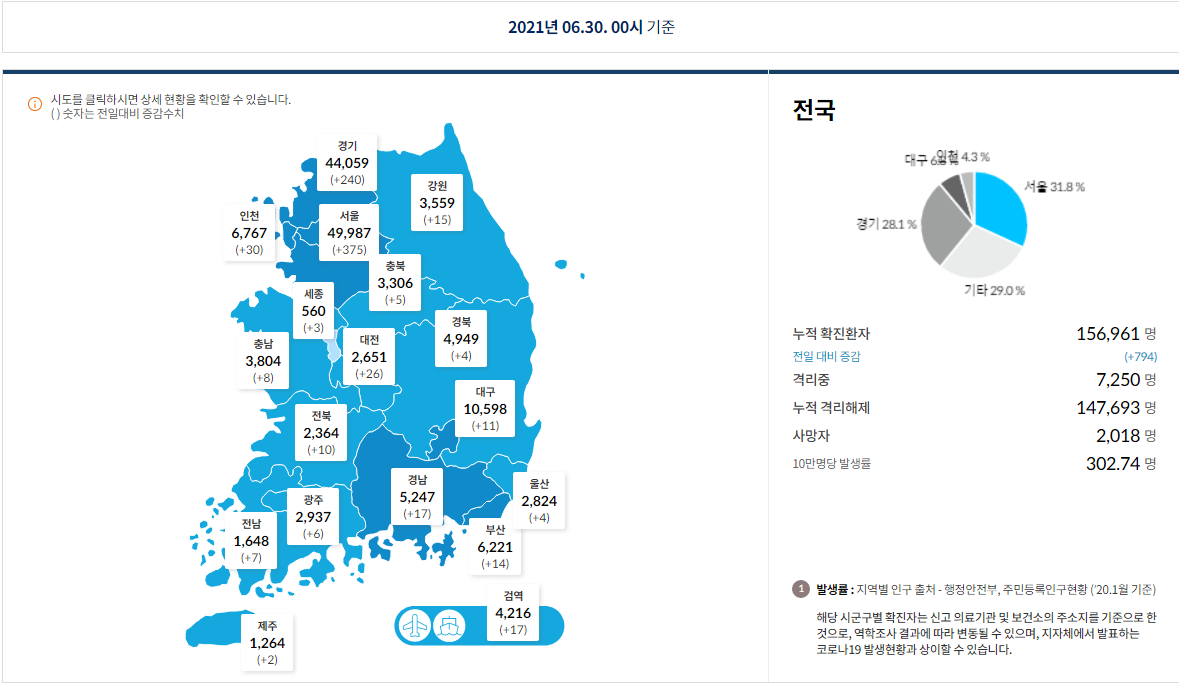 2021년 06.30. 00시 기준
시도를 클릭하시면 상세 현황을 확인할 수 있습니다.
( ) 숫자는 전일대비 증감수치
경기
44,059
(+240)
강원
3,559
(+15)
인천
6,767
(+30)
서울
49,987
(+375)
충북
3,306
(+5)
세종
560
(+3)
경북
4,949
(+4)
충남
3,804
(+8)
대전
2,651
(+26)
대구
10,598
(+11)
전북
2,364
(+10)
경남
5,247
(+17)
울산
2,824
(+4)
광주
2,937
(+6)
전남
1,648
(+7)
부산
6,221
(+14)
검역
4,216
(+17)
제주
1,264
(+2)
전국
대구
인천 4.3 %
서울 31.8 %
경기 28.1 %
기타 29.0 %
누적 확진환자 156,961 명
전일 대비 증감 (+794)
격리중 7,250 명
누적 격리해제 147,693 명
사망자 2,018 명
10만명당 발생률 302.74 명
1 발생률 : 지역별 인구 출처 - 행정안전부, 주민등록인구현황 ('20.1월 기준)
해당 시군구별 확진자는 신고 의료기관 및 보건소의 주소지를 기준으로 한
것으로, 역학조사 결과에 따라 변동될 수 있으며, 지자체에서 발표하는
코로나19 발생현황과 상이할 수 있습니다.